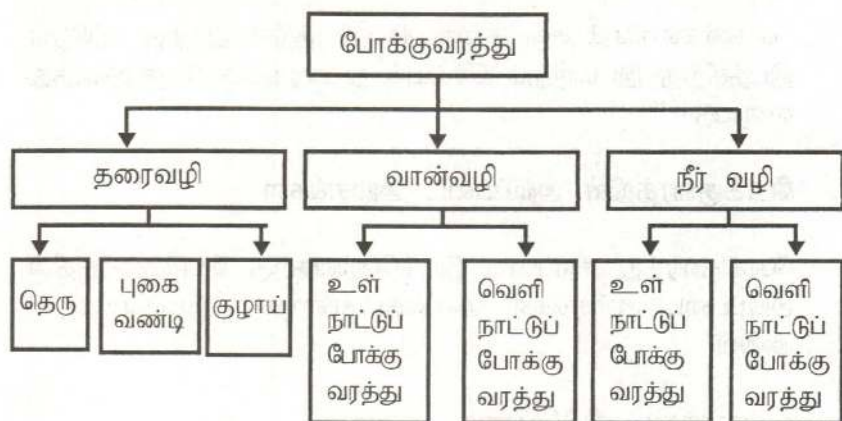 போக்குவரத்து
தரைவழி
வான்வழி
நீர் வழி
தெரு
புகை
வண்டி
குழாய்
உள்
நாட்டுப்
போக்கு
வரத்து
வெளி
நாட்டுப்
போக்கு
வரத்து
உள்
நாட்டுப்
போக்கு
வரத்து
வெளி
நாட்டுப்
போக்கு
வரத்து